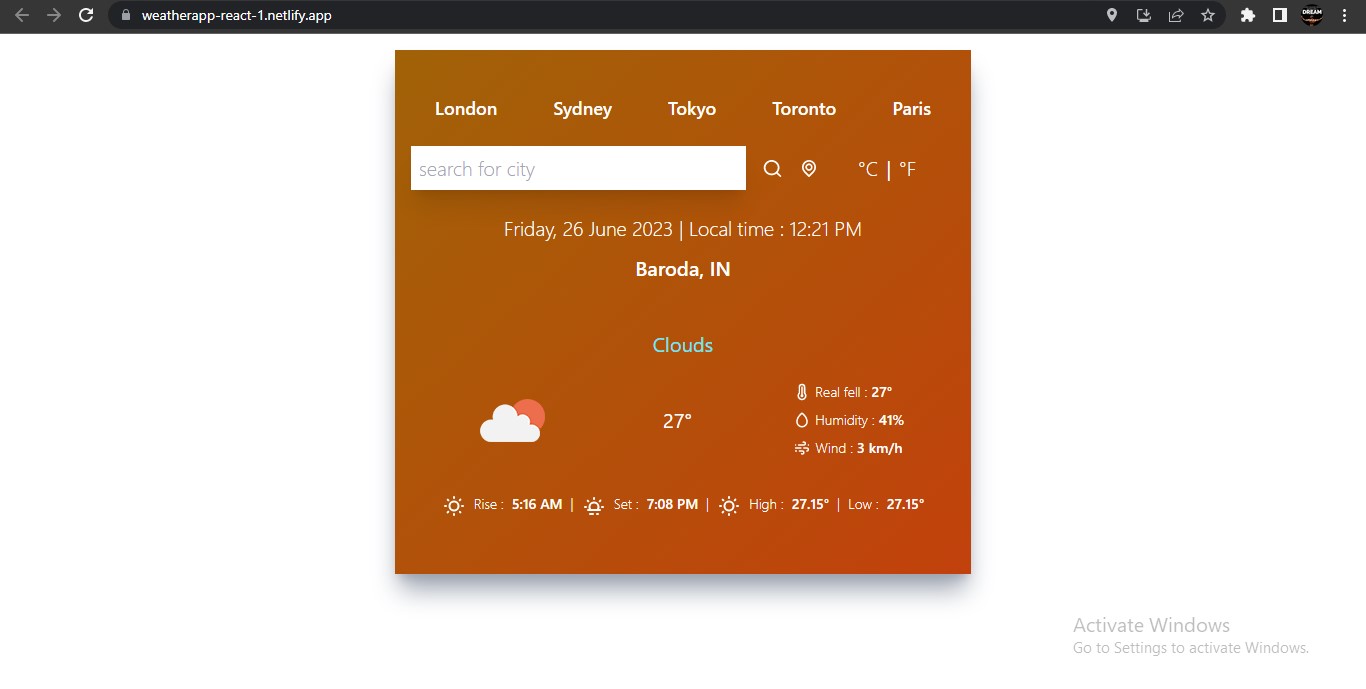 weatherapp-react-1.netlify.app
DREAM
London Sydney Tokyo Toronto Paris
search for city °C | °F
Friday, 26 June 2023 | Local time : 12:21 PM
Baroda, IN
Clouds
Real fell : 27°
27°
Humidity : 41%
Wind : 3 km/h
Rise : 5:16 AM | Set : 7:08 PM | High : 27.15° | Low : 27.15°
Activate Windows
Go to Settings to activate Windows.